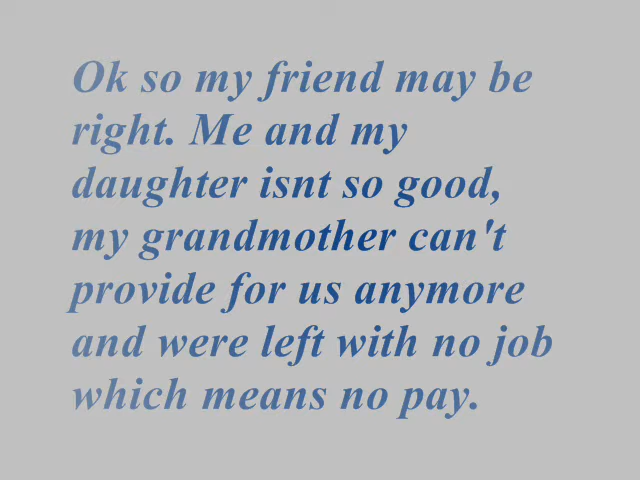 Ok so my friend may be
right. Me and my
daughter isnt so good,
my grandmother can't
provide for us anymore
and were left with no job
which means no pay.